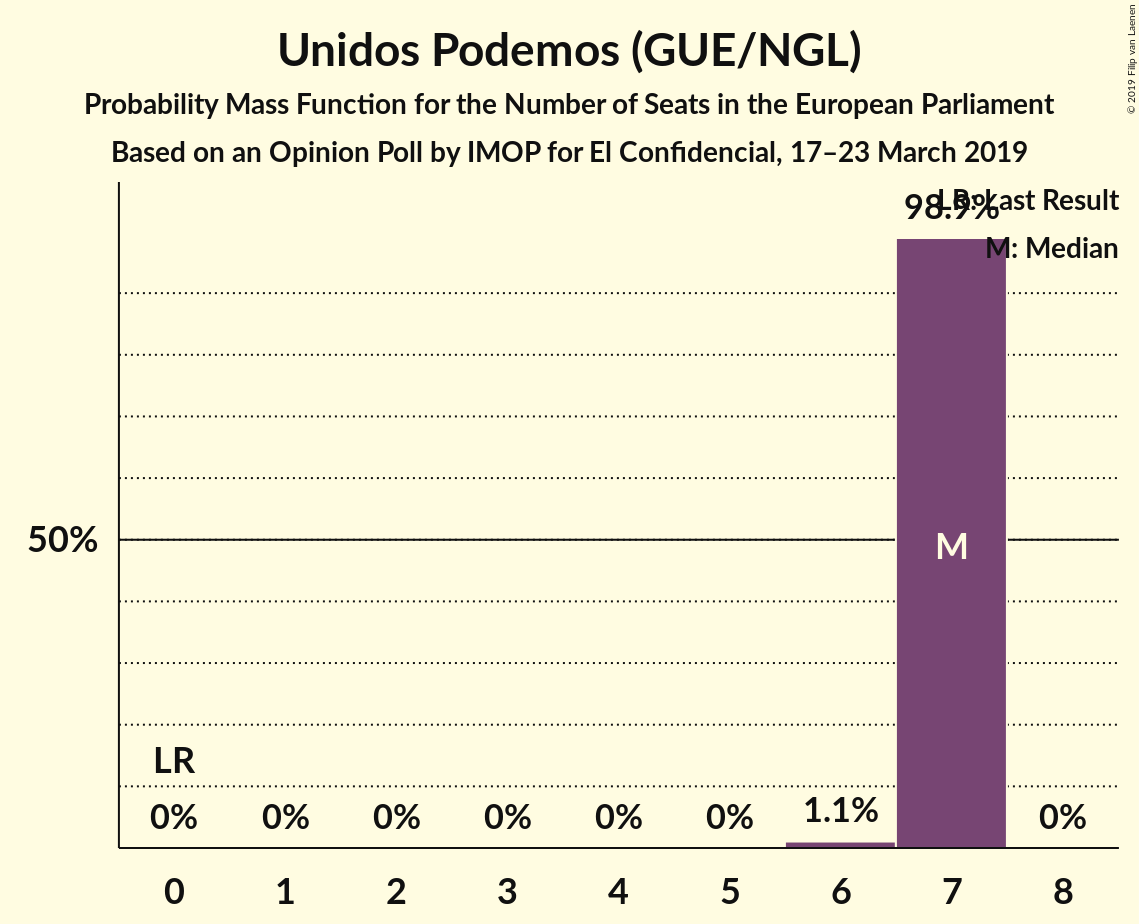 Unidos Podemos (GUE/NGL)
Probability Mass Function for the Number of Seats in the European Parliament
Based on an Opinion Poll by IMOP for El Confidencial, 17–23 March 2019
© 2019 Filip van Laenen
LR: Last Result
98.9%
M: Median
50%
M
LR
0%
0%
0%
0%
0%
0%
1.1%
0%
0
1
2
3
4
5
6
7
8